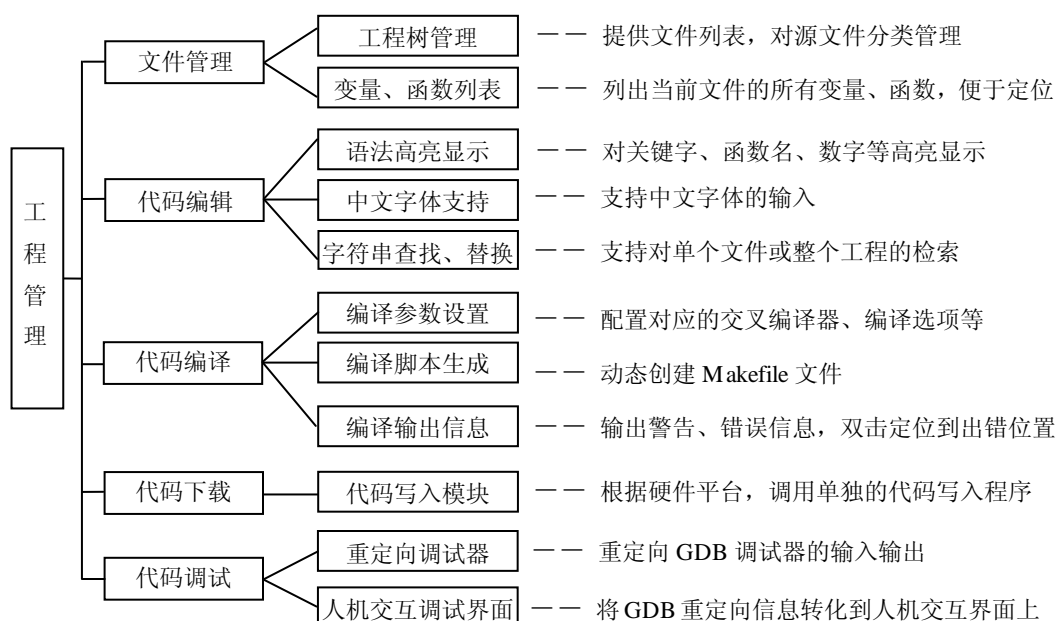 工程管理
文件管理
工程树管理 —— 提供文件列表，对源文件分类管理
变量、函数列表 —— 列出当前文件的所有变量、函数，便于定位
代码编辑
语法高亮显示 —— 对关键字、函数名、数字等高亮显示
中文字体支持 —— 支持中文字体的输入
字符串查找、替换 —— 支持对单个文件或整个工程的检索
代码编译
编译参数设置 —— 配置对应的交叉编译器、编译选项等
编译脚本生成 —— 动态创建 Makefile 文件
编译输出信息 —— 输出警告、错误信息，双击定位到出错位置
代码下载
代码写入模块 —— 根据硬件平台，调用单独的代码写入程序
代码调试
重定向调试器 —— 重定向 GDB 调试器的输入输出
人机交互调试界面 —— 将 GDB 重定向信息转化到人机交互界面上